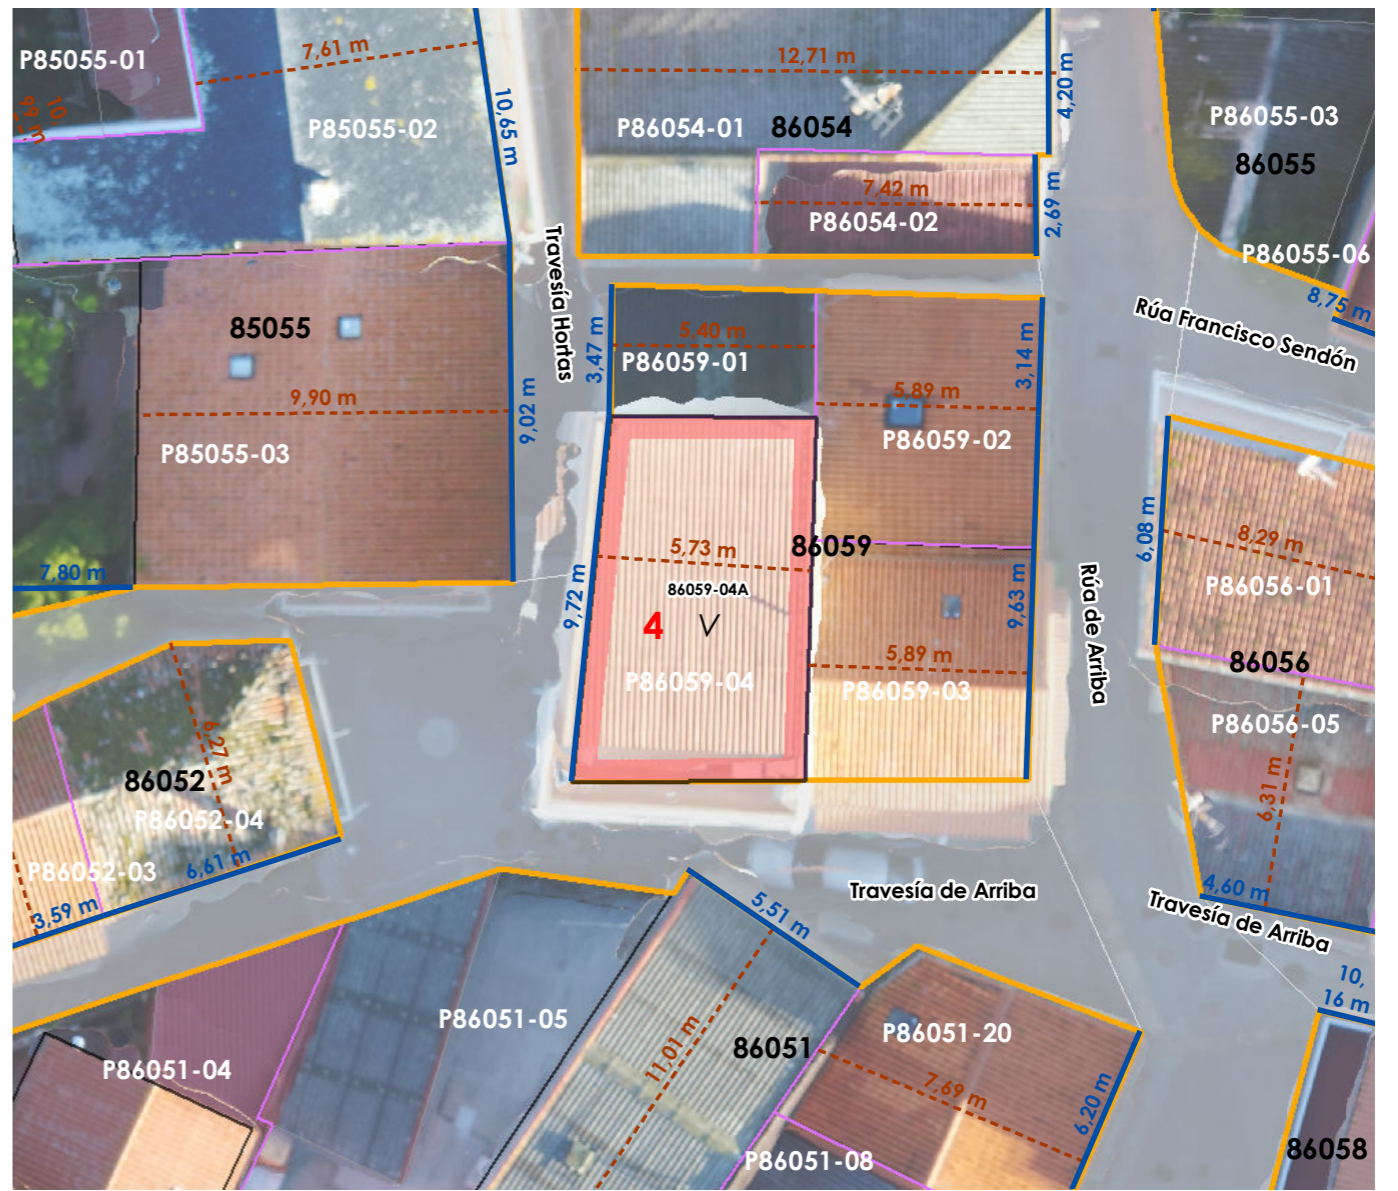 P85055-01
7,61 m
12,71 m
10,
99 m
10,65 m
P85055-02
P86054-01
86054
4,20 m
P86055-03
86055
7,42 m
P86054-02
2,69 m
P86055-06
8,75 m
Travesía Hortas
Rúa Francisco Sendón
85055
3,47 m
5,40 m
P86059-01
3,14 m
9,90 m
5,89 m
P86059-02
9,02 m
P85055-03
6,08 m
8,29 m
P86056-01
5,73 m
86059
86059-04A
9,72 m
4
V
P86059-04
9,63 m
5,89 m
P86059-03
Rúa de Arriba
7,80 m
86056
P86056-05
6,31 m
6,27 m
86052
P86052-04
P86052-03
6,61 m
3,59 m
4,60 m
Travesía de Arriba
5,51 m
Travesía de Arriba
10,
16 m
P86051-05
P86051-04
11,01 m
86051
P86051-20
7,69 m
6,20 m
P86051-08
86058